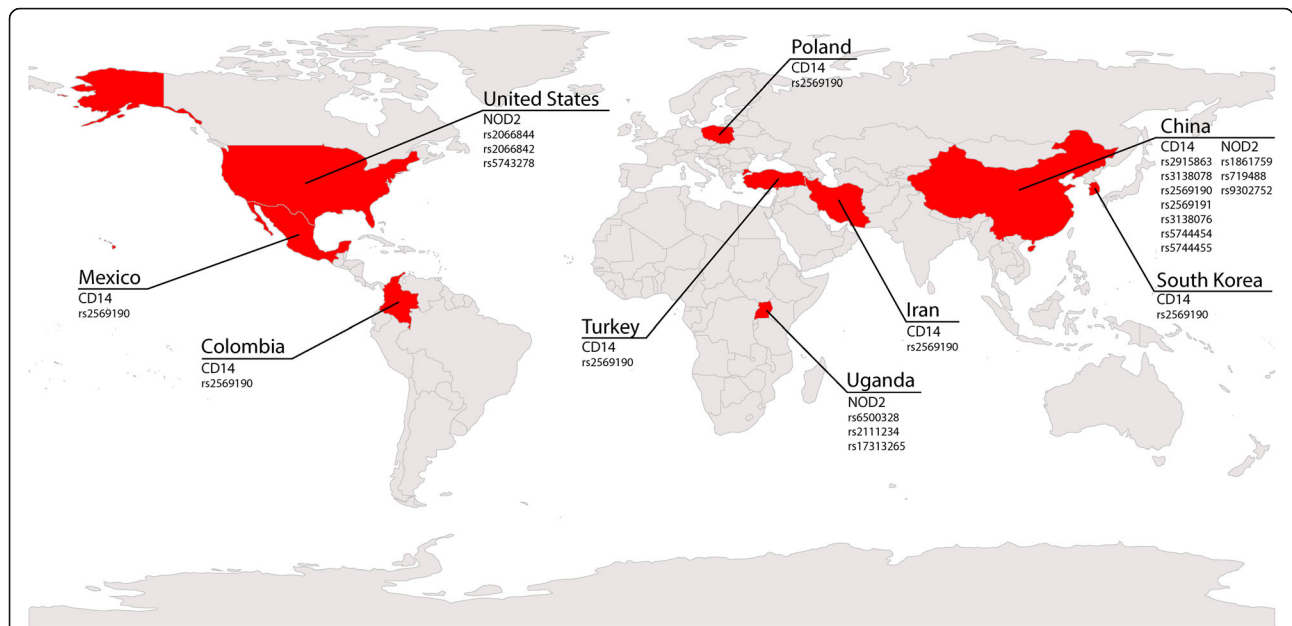 Poland
CD14
rs2569190
United States
NOD2
rs2066844
rs2066842
rs5743278
China
CD14 NOD2
rs2915863 rs1861759
rs3138078 rs719488
rs2569190 rs9302752
rs2569191
rs3138076
rs5744454
rs5744455
Mexico
CD14
rs2569190
South Korea
CD14
rs2569190
Iran
CD14
rs2569190
Turkey
CD14
rs2569190
Colombia
CD14
rs2569190
Uganda
NOD2
rs6500328
rs2111234
rs17313265